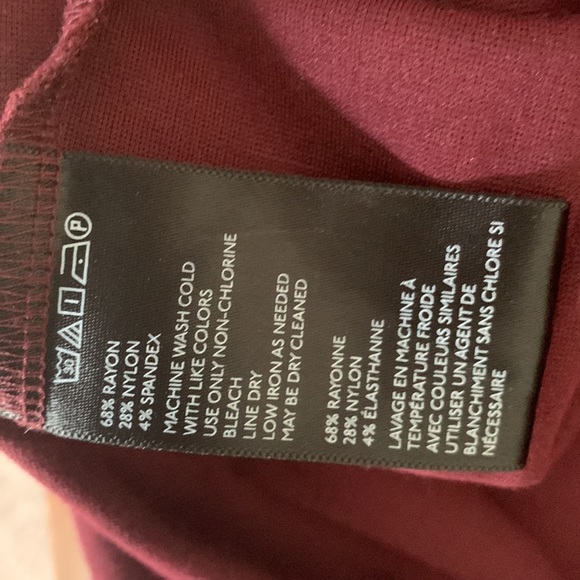 30 P
68% RAYON
28% NYLON
4% SPANDEX
MACHINE WASH COLD
WITH LIKE COLORS
USE ONLY NON-CHLORINE
BLEACH
LINE DRY
LOW IRON AS NEEDED
MAY BE DRY CLEANED
68% RAYONNE
28% NYLON
4% ÉLASTHANNE
LAVAGE EN MACHINE À
TEMPÉRATURE FROIDE
AVEC COULEURS SIMILAIRES
UTILISER UN AGENT DE
BLANCHIMENT SANS CHLORE SI
NÉCESSAIRE